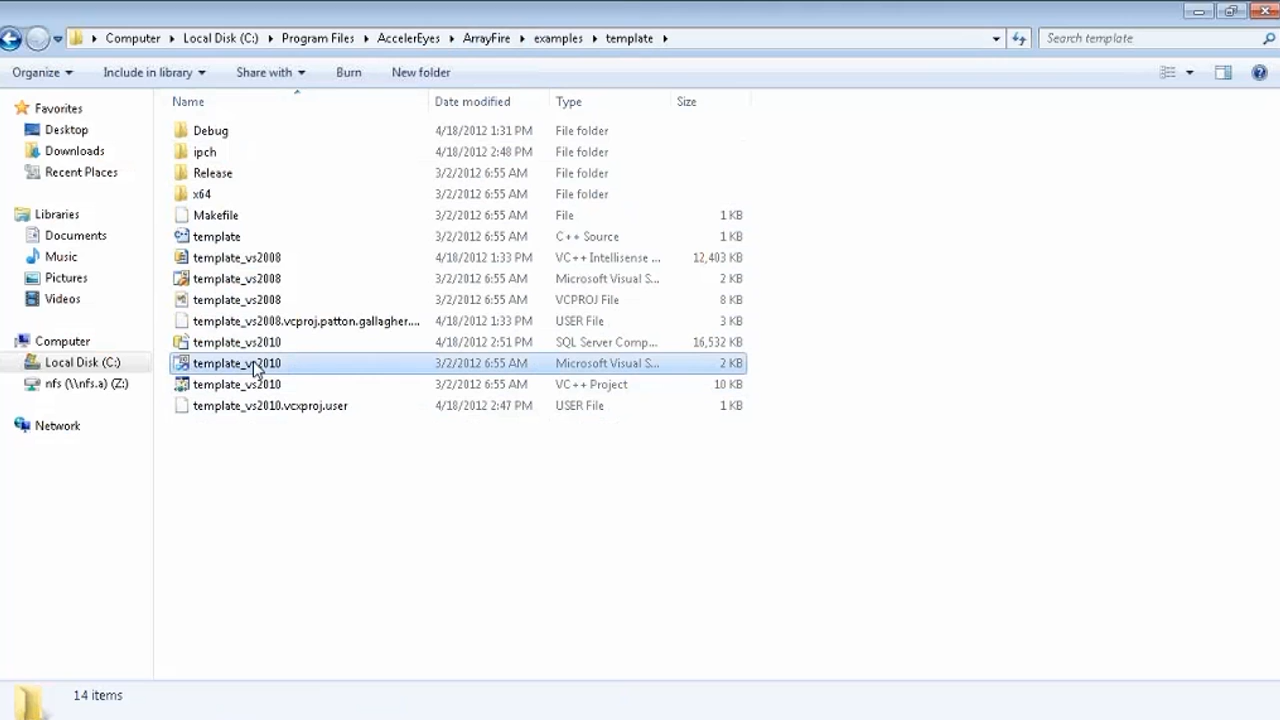 Computer Local Disk (C:) Program Files AccelerEyes ArrayFire examples template Search template
Organize Include in library Share with Burn New folder
Name Date modified Type Size
Favorites
Desktop
Downloads
Recent Places
Libraries
Documents
Music
Pictures
Videos
Computer
Local Disk (C:)
nfs (\\nfs.a) (Z:)
Network
Debug 4/18/2012 1:31 PM File folder
ipch 4/18/2012 2:48 PM File folder
Release 3/2/2012 6:55 AM File folder
x64 3/2/2012 6:55 AM File folder
Makefile 3/2/2012 6:55 AM File 1 KB
template 3/2/2012 6:55 AM C++ Source 1 KB
template_vs2008 4/18/2012 1:33 PM VC++ Intellisense ... 12,403 KB
template_vs2008 3/2/2012 6:55 AM Microsoft Visual S... 2 KB
template_vs2008 3/2/2012 6:55 AM VCPROJ File 8 KB
template_vs2008.vcproj.patton.gallagher.... 4/18/2012 1:33 PM USER File 3 KB
template_vs2010 4/18/2012 2:51 PM SQL Server Comp... 16,532 KB
template_vs2010 3/2/2012 6:55 AM Microsoft Visual S... 2 KB
template_vs2010 3/2/2012 6:55 AM VC++ Project 10 KB
template_vs2010.vcxproj.user 4/18/2012 2:47 PM USER File 1 KB
14 items